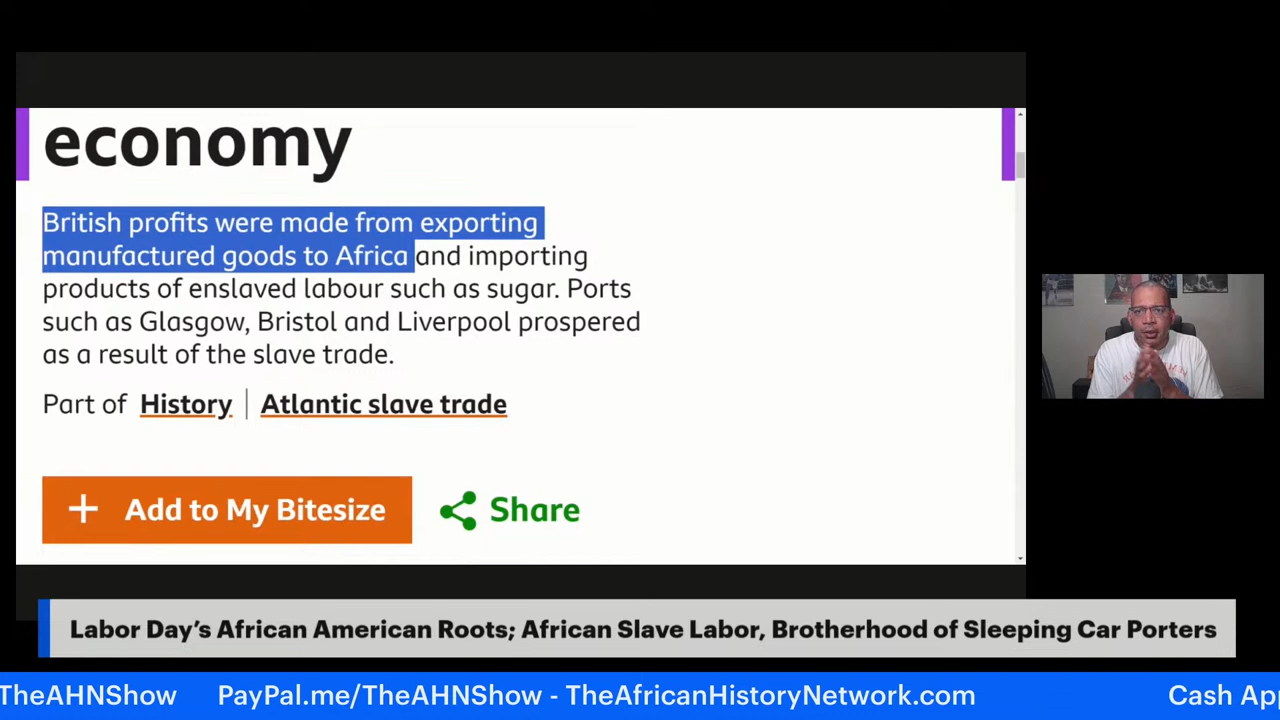 economy
British profits were made from exporting
manufactured goods to Africa and importing
products of enslaved labour such as sugar. Ports
such as Glasgow, Bristol and Liverpool prospered
as a result of the slave trade.
Part of History | Atlantic slave trade
+ Add to My Bitesize
Share
Labor Day’s African American Roots; African Slave Labor, Brotherhood of Sleeping Car Porters
TheAHNShow PayPal.me/TheAHNShow - TheAfricanHistoryNetwork.com Cash App